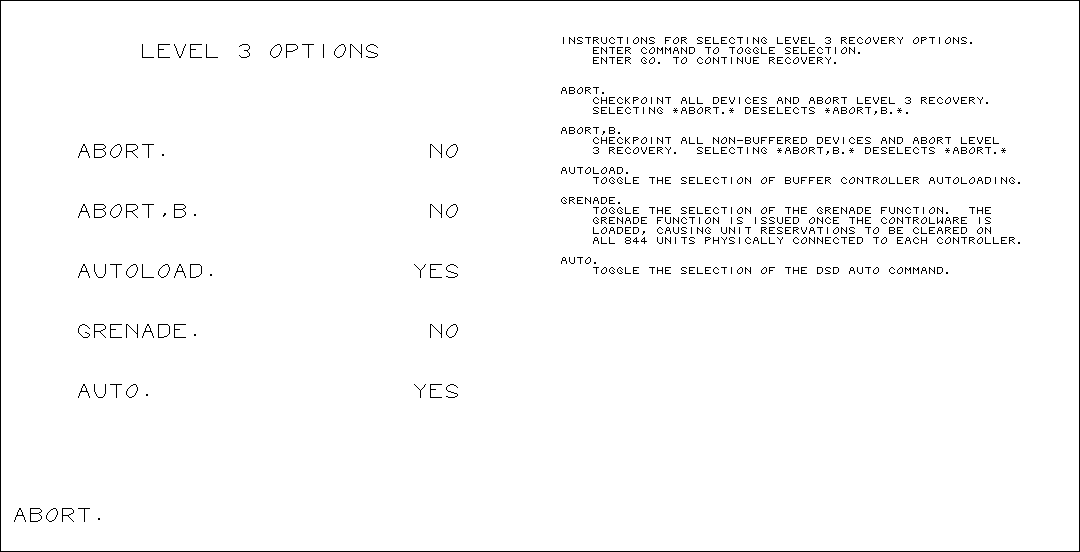 LEVEL 3 OPTIONS
ABORT. NO
ABORT,B. NO
AUTOLOAD. YES
GRENADE. NO
AUTO. YES
ABORT.
INSTRUCTIONS FOR SELECTING LEVEL 3 RECOVERY OPTIONS.
ENTER COMMAND TO TOGGLE SELECTION.
ENTER GO. TO CONTINUE RECOVERY.
ABORT.
CHECKPOINT ALL DEVICES AND ABORT LEVEL 3 RECOVERY.
SELECTING *ABORT.* DESELECTS *ABORT,B.*.
ABORT,B.
CHECKPOINT ALL NON-BUFFERED DEVICES AND ABORT LEVEL
3 RECOVERY. SELECTING *ABORT,B.* DESELECTS *ABORT.*
AUTOLOAD.
TOGGLE THE SELECTION OF BUFFER CONTROLLER AUTOLOADING.
GRENADE.
TOGGLE THE SELECTION OF THE GRENADE FUNCTION. THE
GRENADE FUNCTION IS ISSUED ONCE THE CONTROLWARE IS
LOADED, CAUSING UNIT RESERVATIONS TO BE CLEARED ON
ALL 844 UNITS PHYSICALLY CONNECTED TO EACH CONTROLLER.
AUTO.
TOGGLE THE SELECTION OF THE DSD AUTO COMMAND.